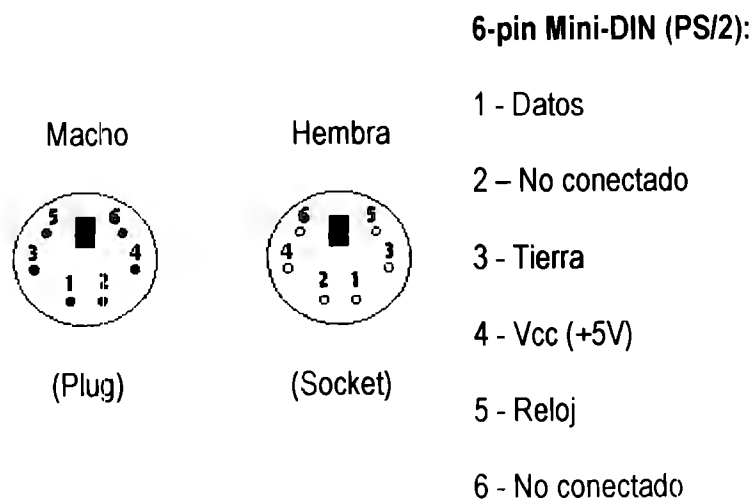 6-pin Mini-DIN (PS/2):
Macho
Hembra
5 6
3 4
1 2
6 5
4 3
2 1
(Plug)
(Socket)
1 - Datos
2 – No conectado
3 - Tierra
4 - Vcc (+5V)
5 - Reloj
6 - No conectado